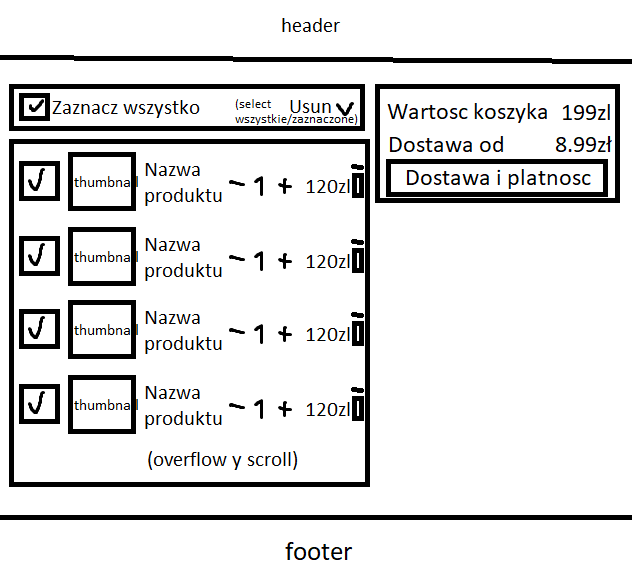 header
Zaznacz wszystko (select Usun
wszystkie/zaznaczone)
Wartosc koszyka 199zl
Dostawa od 8.99zł
Dostawa i platnosc
thumbnail
Nazwa
produktu - 1 + 120zl
thumbnail
Nazwa
produktu - 1 + 120zl
thumbnail
Nazwa
produktu - 1 + 120zl
thumbnail
Nazwa
produktu - 1 + 120zl
(overflow y scroll)
footer